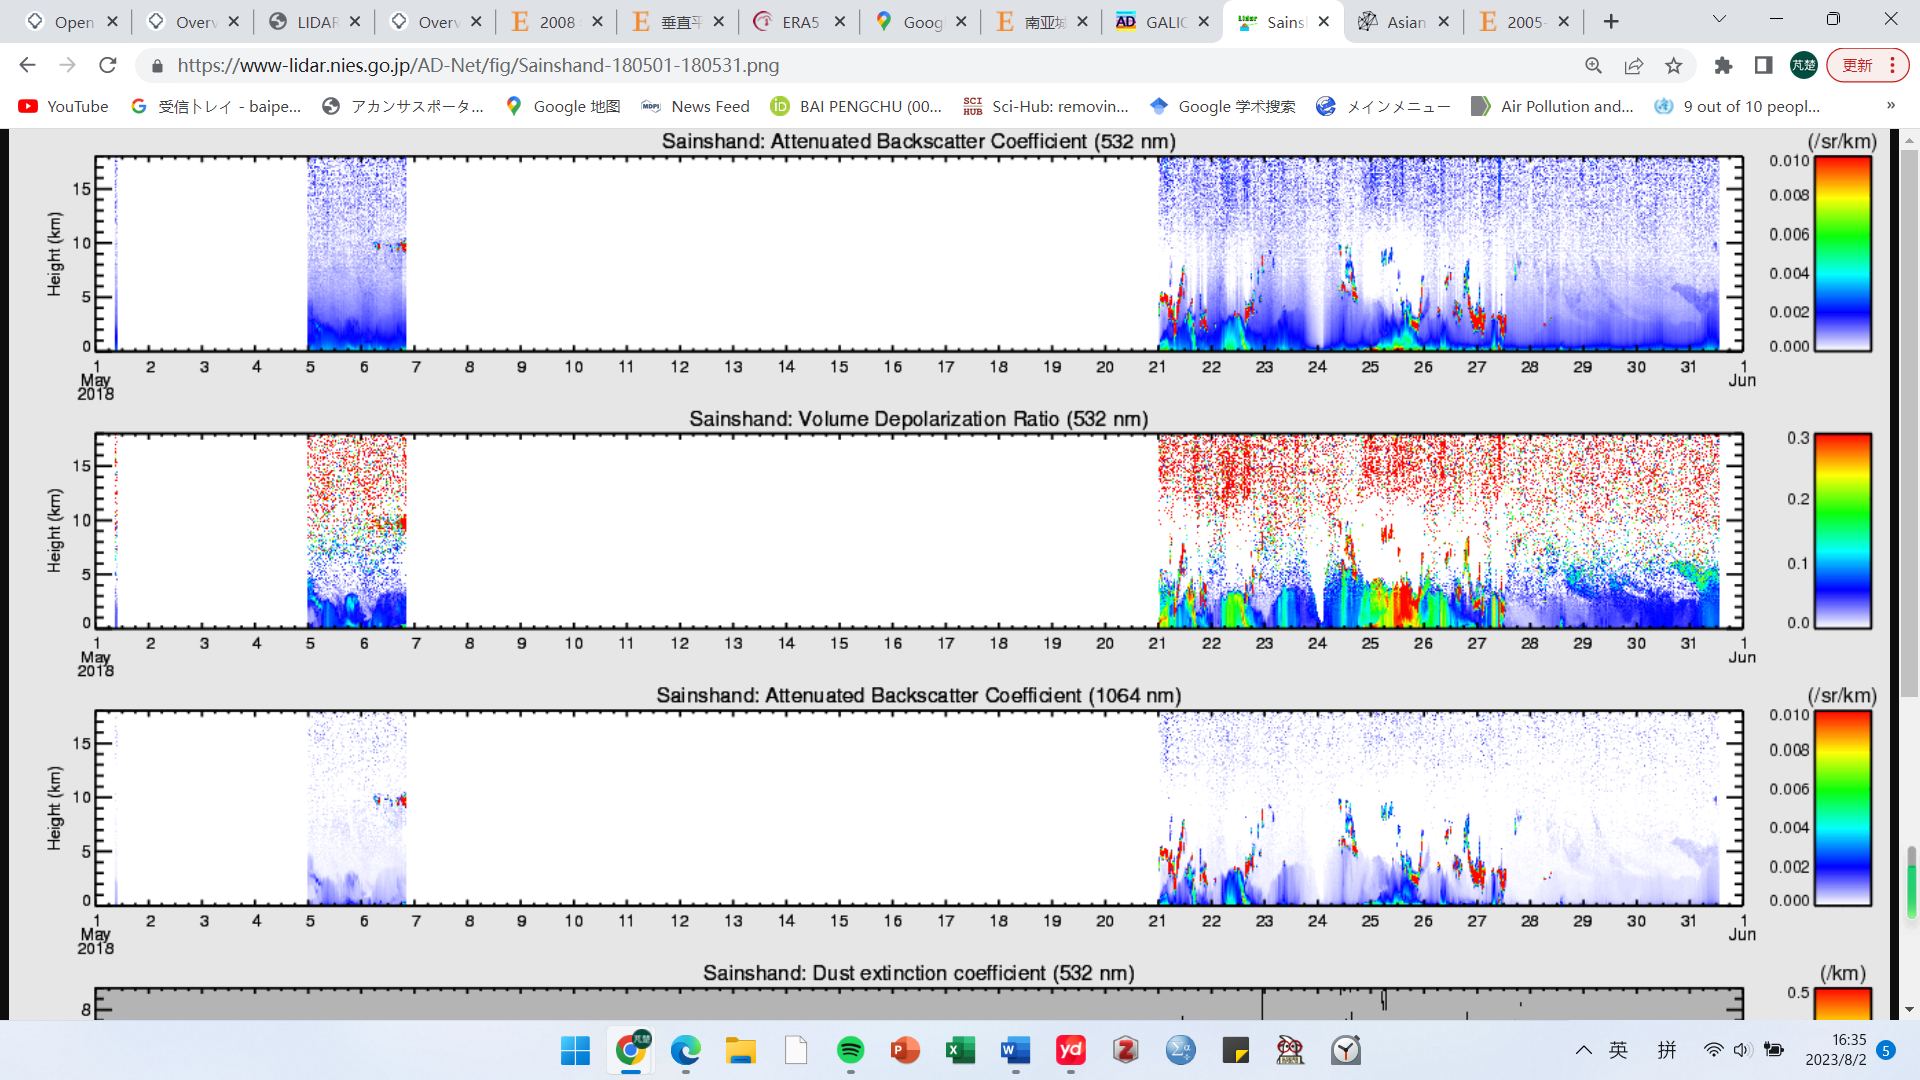 Open
Overv
LIDAR
Overv
2008
垂直平
ERA5
Goog
南亚城
GALIC
Sainsh
Asian
2005-
https://www-lidar.nies.go.jp/AD-Net/fig/Sainshand-180501-180531.png
芃楚
更新
YouTube
受信トレイ - baipe...
アカンサスポータ...
Google 地图
News Feed
BAI PENGCHU (00...
Sci-Hub: removin...
Google 学术搜索
メインメニュー
Air Pollution and...
9 out of 10 peopl...
»
Sainshand: Attenuated Backscatter Coefficient (532 nm)
(/sr/km)
Height (km)
15
10
5
0
0.010
0.008
0.006
0.004
0.002
0.000
1 2 3 4 5 6 7 8 9 10 11 12 13 14 15 16 17 18 19 20 21 22 23 24 25 26 27 28 29 30 31 1
May
2018
Jun
Sainshand: Volume Depolarization Ratio (532 nm)
Height (km)
15
10
5
0
0.3
0.2
0.1
0.0
1 2 3 4 5 6 7 8 9 10 11 12 13 14 15 16 17 18 19 20 21 22 23 24 25 26 27 28 29 30 31 1
May
2018
Jun
Sainshand: Attenuated Backscatter Coefficient (1064 nm)
(/sr/km)
Height (km)
15
10
5
0
0.010
0.008
0.006
0.004
0.002
0.000
1 2 3 4 5 6 7 8 9 10 11 12 13 14 15 16 17 18 19 20 21 22 23 24 25 26 27 28 29 30 31 1
May
2018
Jun
Sainshand: Dust extinction coefficient (532 nm)
(/km)
8
0.5
英
拼
16:35
2023/8/2
5